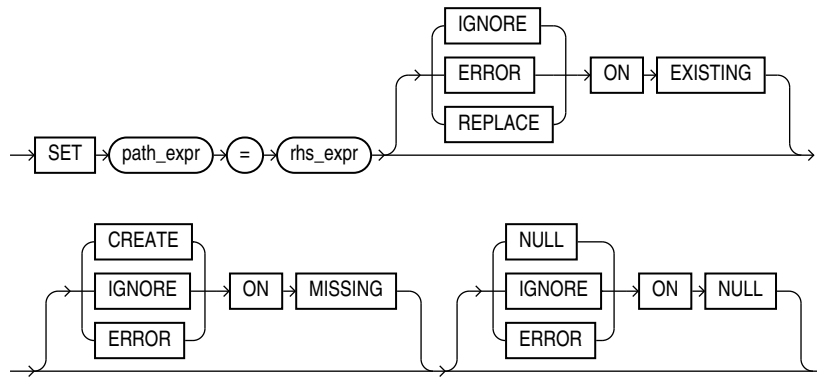 IGNORE
ERROR ON EXISTING
REPLACE
SET path_expr = rhs_expr
CREATE NULL
IGNORE ON MISSING IGNORE ON NULL
ERROR ERROR